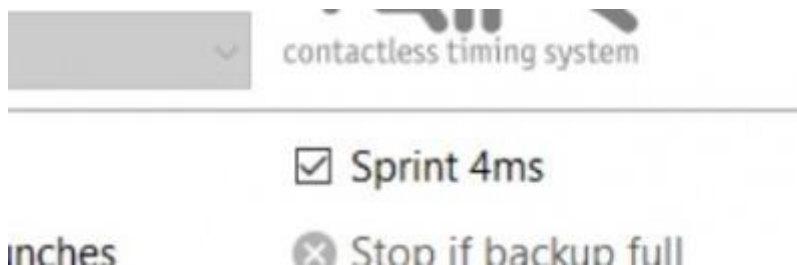 contactless timing system
Sprint 4ms
Stop if backup full